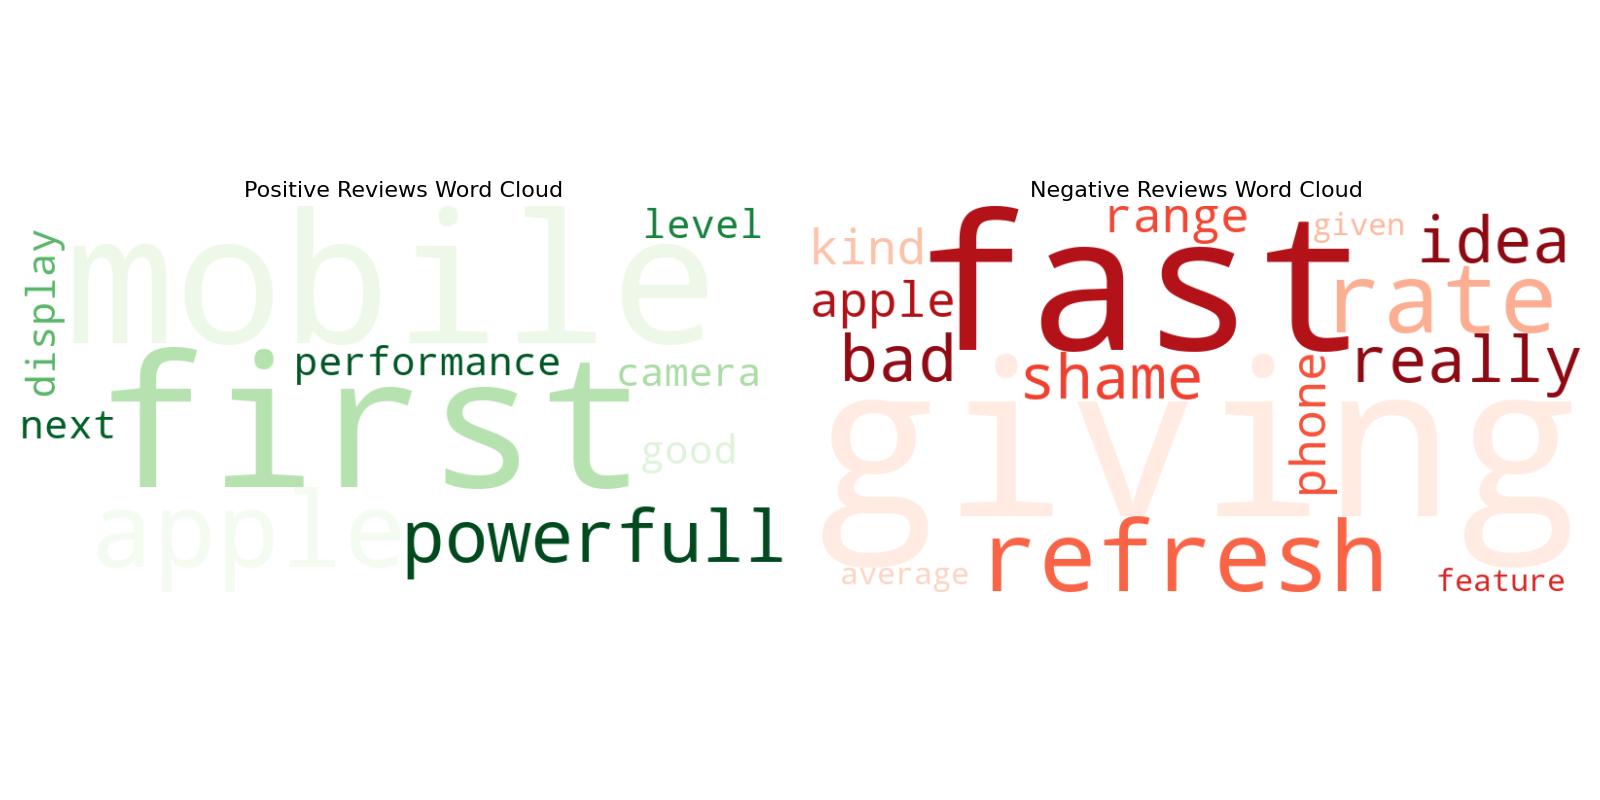 Positive Reviews Word Cloud
mobile
level
display
performance
camera
first
next
good
apple
powerfull
Negative Reviews Word Cloud
fast
range
given
idea
kind
rate
apple
bad
shame
really
phone
giving
refresh
average
feature